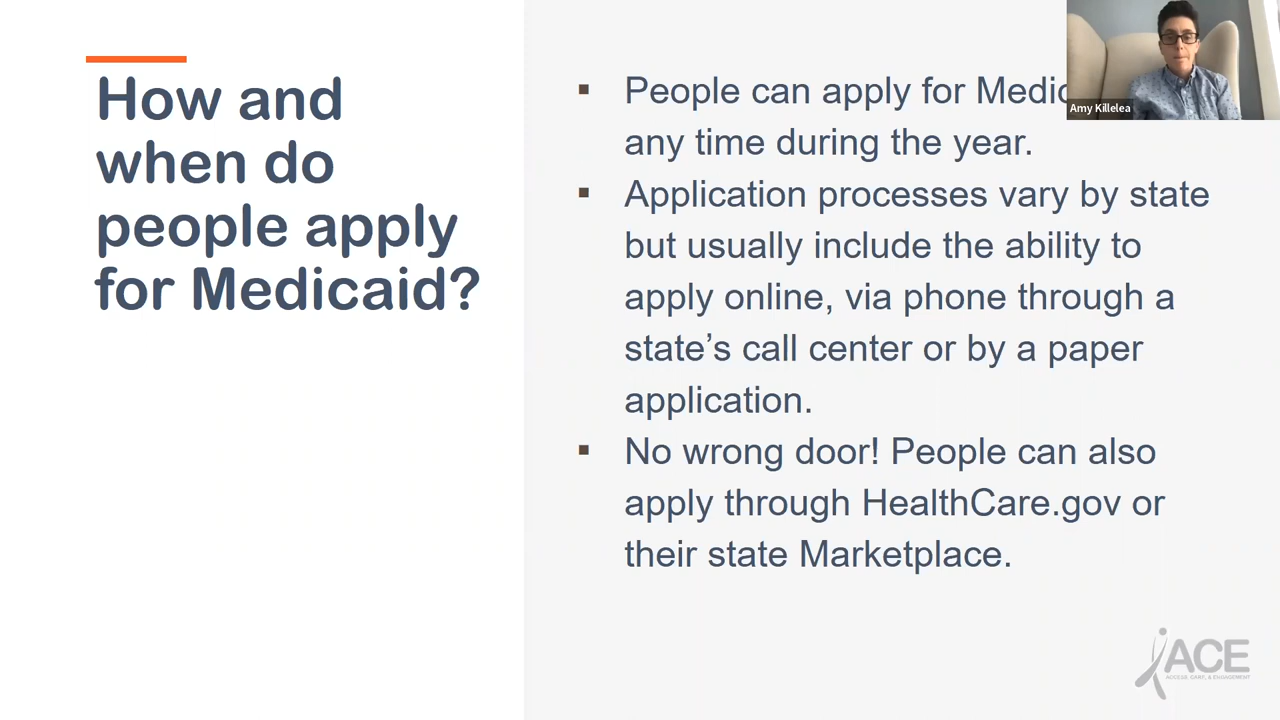 How and
when do
people apply
for Medicaid?
▪ People can apply for
any time during the year.
▪ Application processes vary by state
but usually include the ability to
apply online, via phone through a
state’s call center or by a paper
application.
▪ No wrong door! People can also
apply through HealthCare.gov or
their state Marketplace.
Amy Killelea
ACE
ACCESS, CARE, & ENGAGEMENT